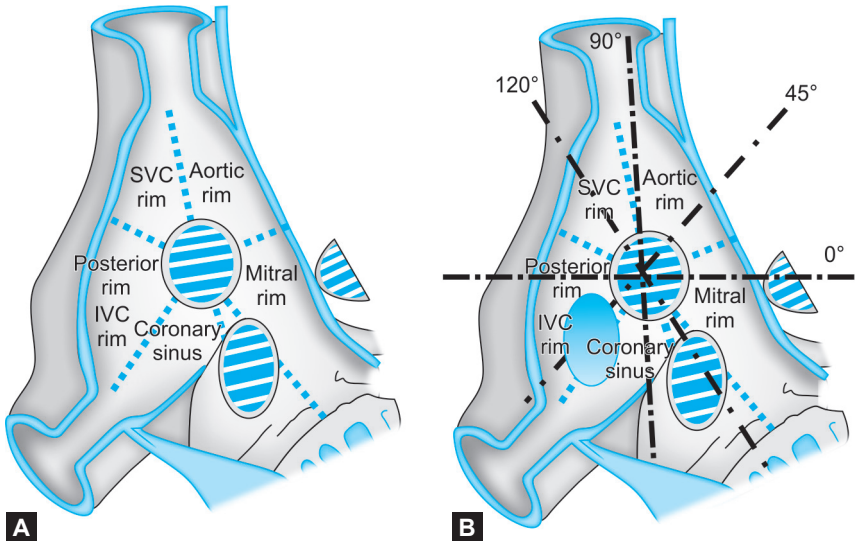 SVC
rim
Aortic
rim
Posterior
rim
Mitral
rim
IVC
rim
Coronary
sinus
A
90°
120°
45°
SVC
rim
Aortic
rim
0°
Posterior
rim
Mitral
rim
IVC
rim
Coronary
sinus
B